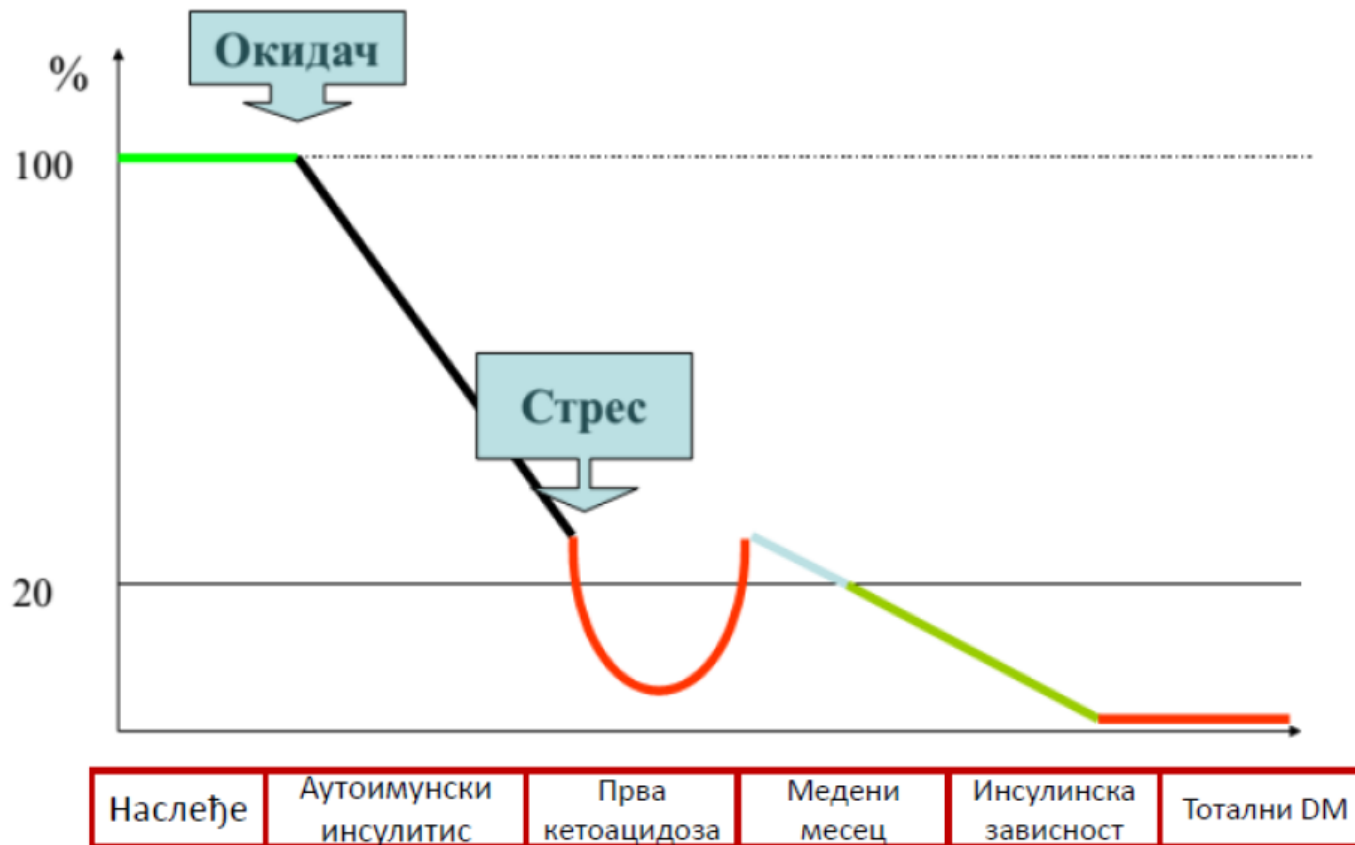 Окидач
%
100
Стрес
20
Наслеђе
Аутоимунски
инсулитис
Прва
кетоацидоза
Медени
месец
Инсулинска
зависност
Тотални DM